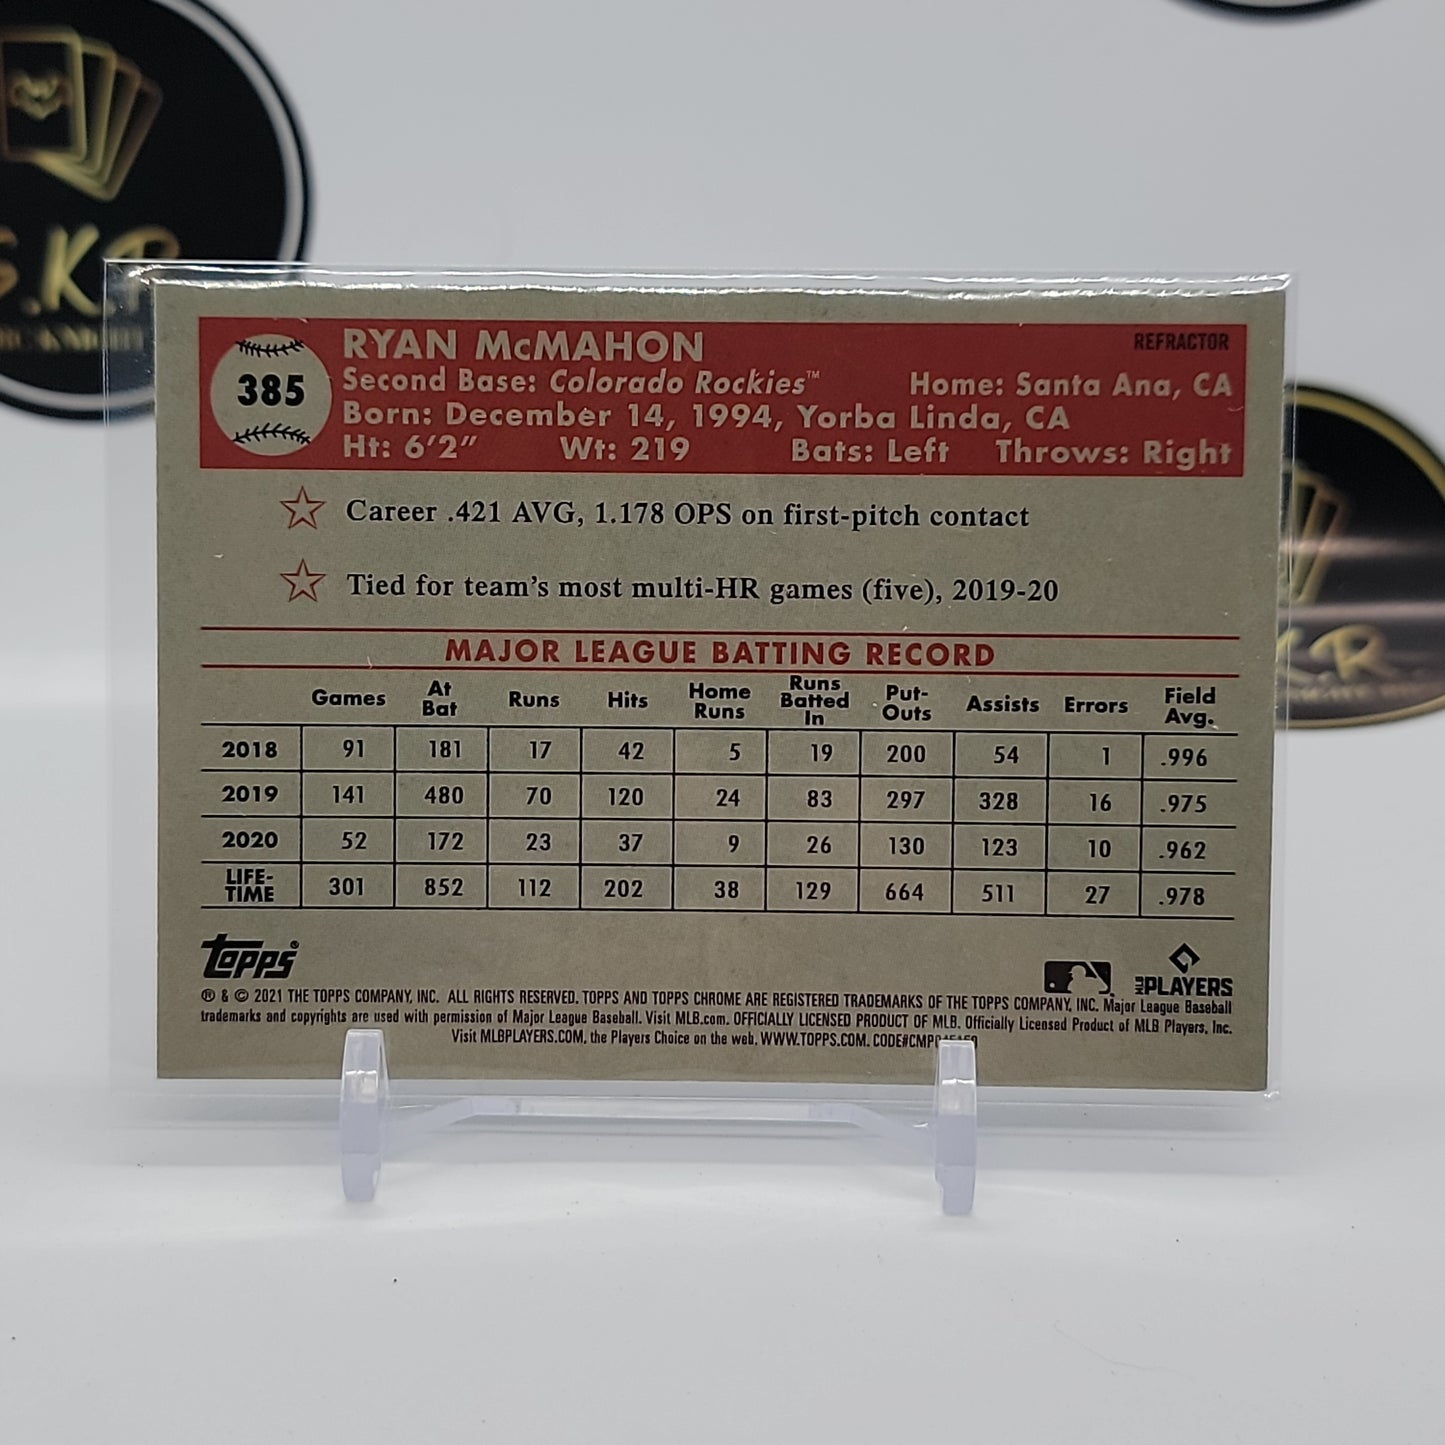 S.K.R
RYAN McMAHON
REFRACTOR
385
Second Base: Colorado Rockies™
Home: Santa Ana, CA
Born: December 14, 1994, Yorba Linda, CA
Ht: 6'2" Wt: 219 Bats: Left Throws: Right
☆ Career .421 AVG, 1.178 OPS on first-pitch contact
☆ Tied for team's most multi-HR games (five), 2019-20
MAJOR LEAGUE BATTING RECORD
Games At Bat Runs Hits Home Runs Runs Batted In Put-Outs Assists Errors Field Avg.
2018 91 181 17 42 5 19 200 54 1 .996
2019 141 480 70 120 24 83 297 328 16 .975
2020 52 172 23 37 9 26 130 123 10 .962
LIFE-TIME 301 852 112 202 38 129 664 511 27 .978
topps®
MLB PLAYERS
® & © 2021 THE TOPPS COMPANY, INC. ALL RIGHTS RESERVED. TOPPS AND TOPPS CHROME ARE REGISTERED TRADEMARKS OF THE TOPPS COMPANY, INC. Major League Baseball
trademarks and copyrights are used with permission of Major League Baseball. Visit MLB.com. OFFICIALLY LICENSED PRODUCT OF MLB. Officially Licensed Product of MLB Players, Inc.
Visit MLBPLAYERS.COM, the Players Choice on the web. WWW.TOPPS.COM.
K.R